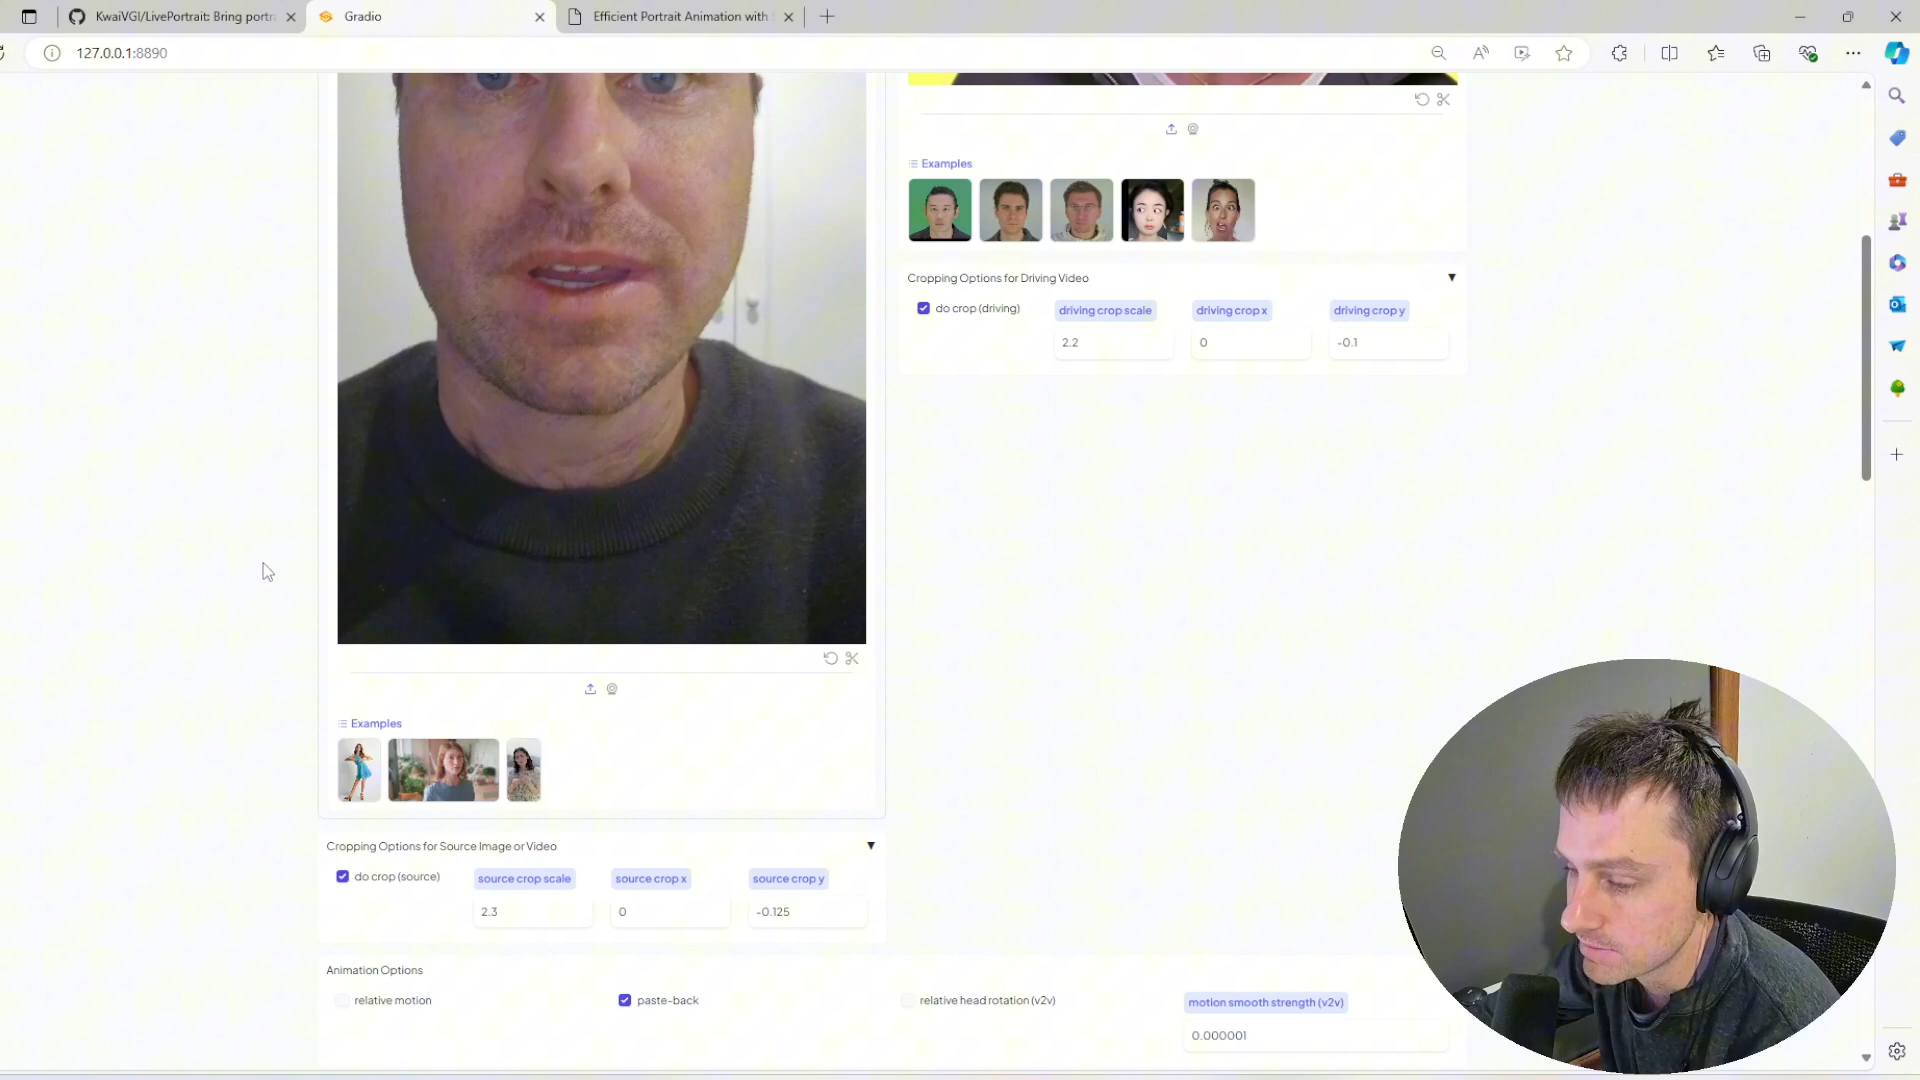 KwaiVGI/LivePortrait: Bring portra
Gradio
Efficient Portrait Animation with
127.0.0.1:8890
Examples
Cropping Options for Driving Video
do crop (driving)
driving crop scale
driving crop x
driving crop y
2.2
0
-0.1
Examples
Cropping Options for Source Image or Video
do crop (source)
source crop scale
source crop x
source crop y
2.3
0
-0.125
Animation Options
relative motion
paste-back
relative head rotation (v2v)
motion smooth strength (v2v)
0.000001